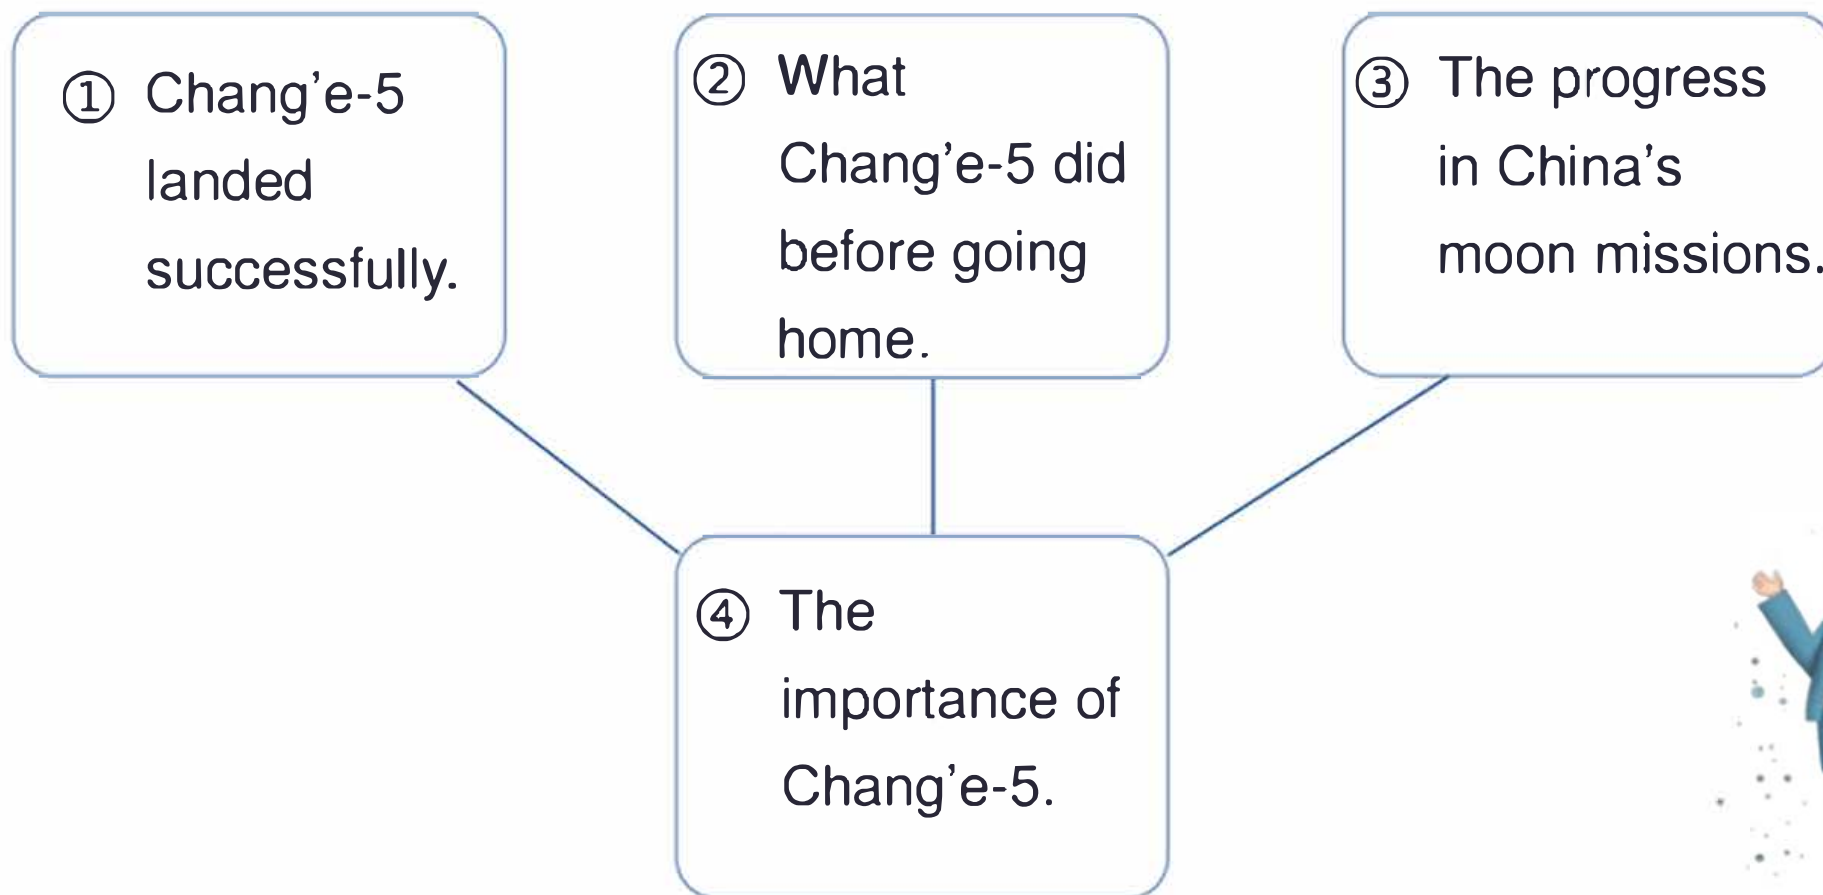 ① Chang’e-5
landed
successfully.
② What
Chang’e-5 did
before going
home.
③ The progress
in China’s
moon missions.
④ The
importance of
Chang’e-5.